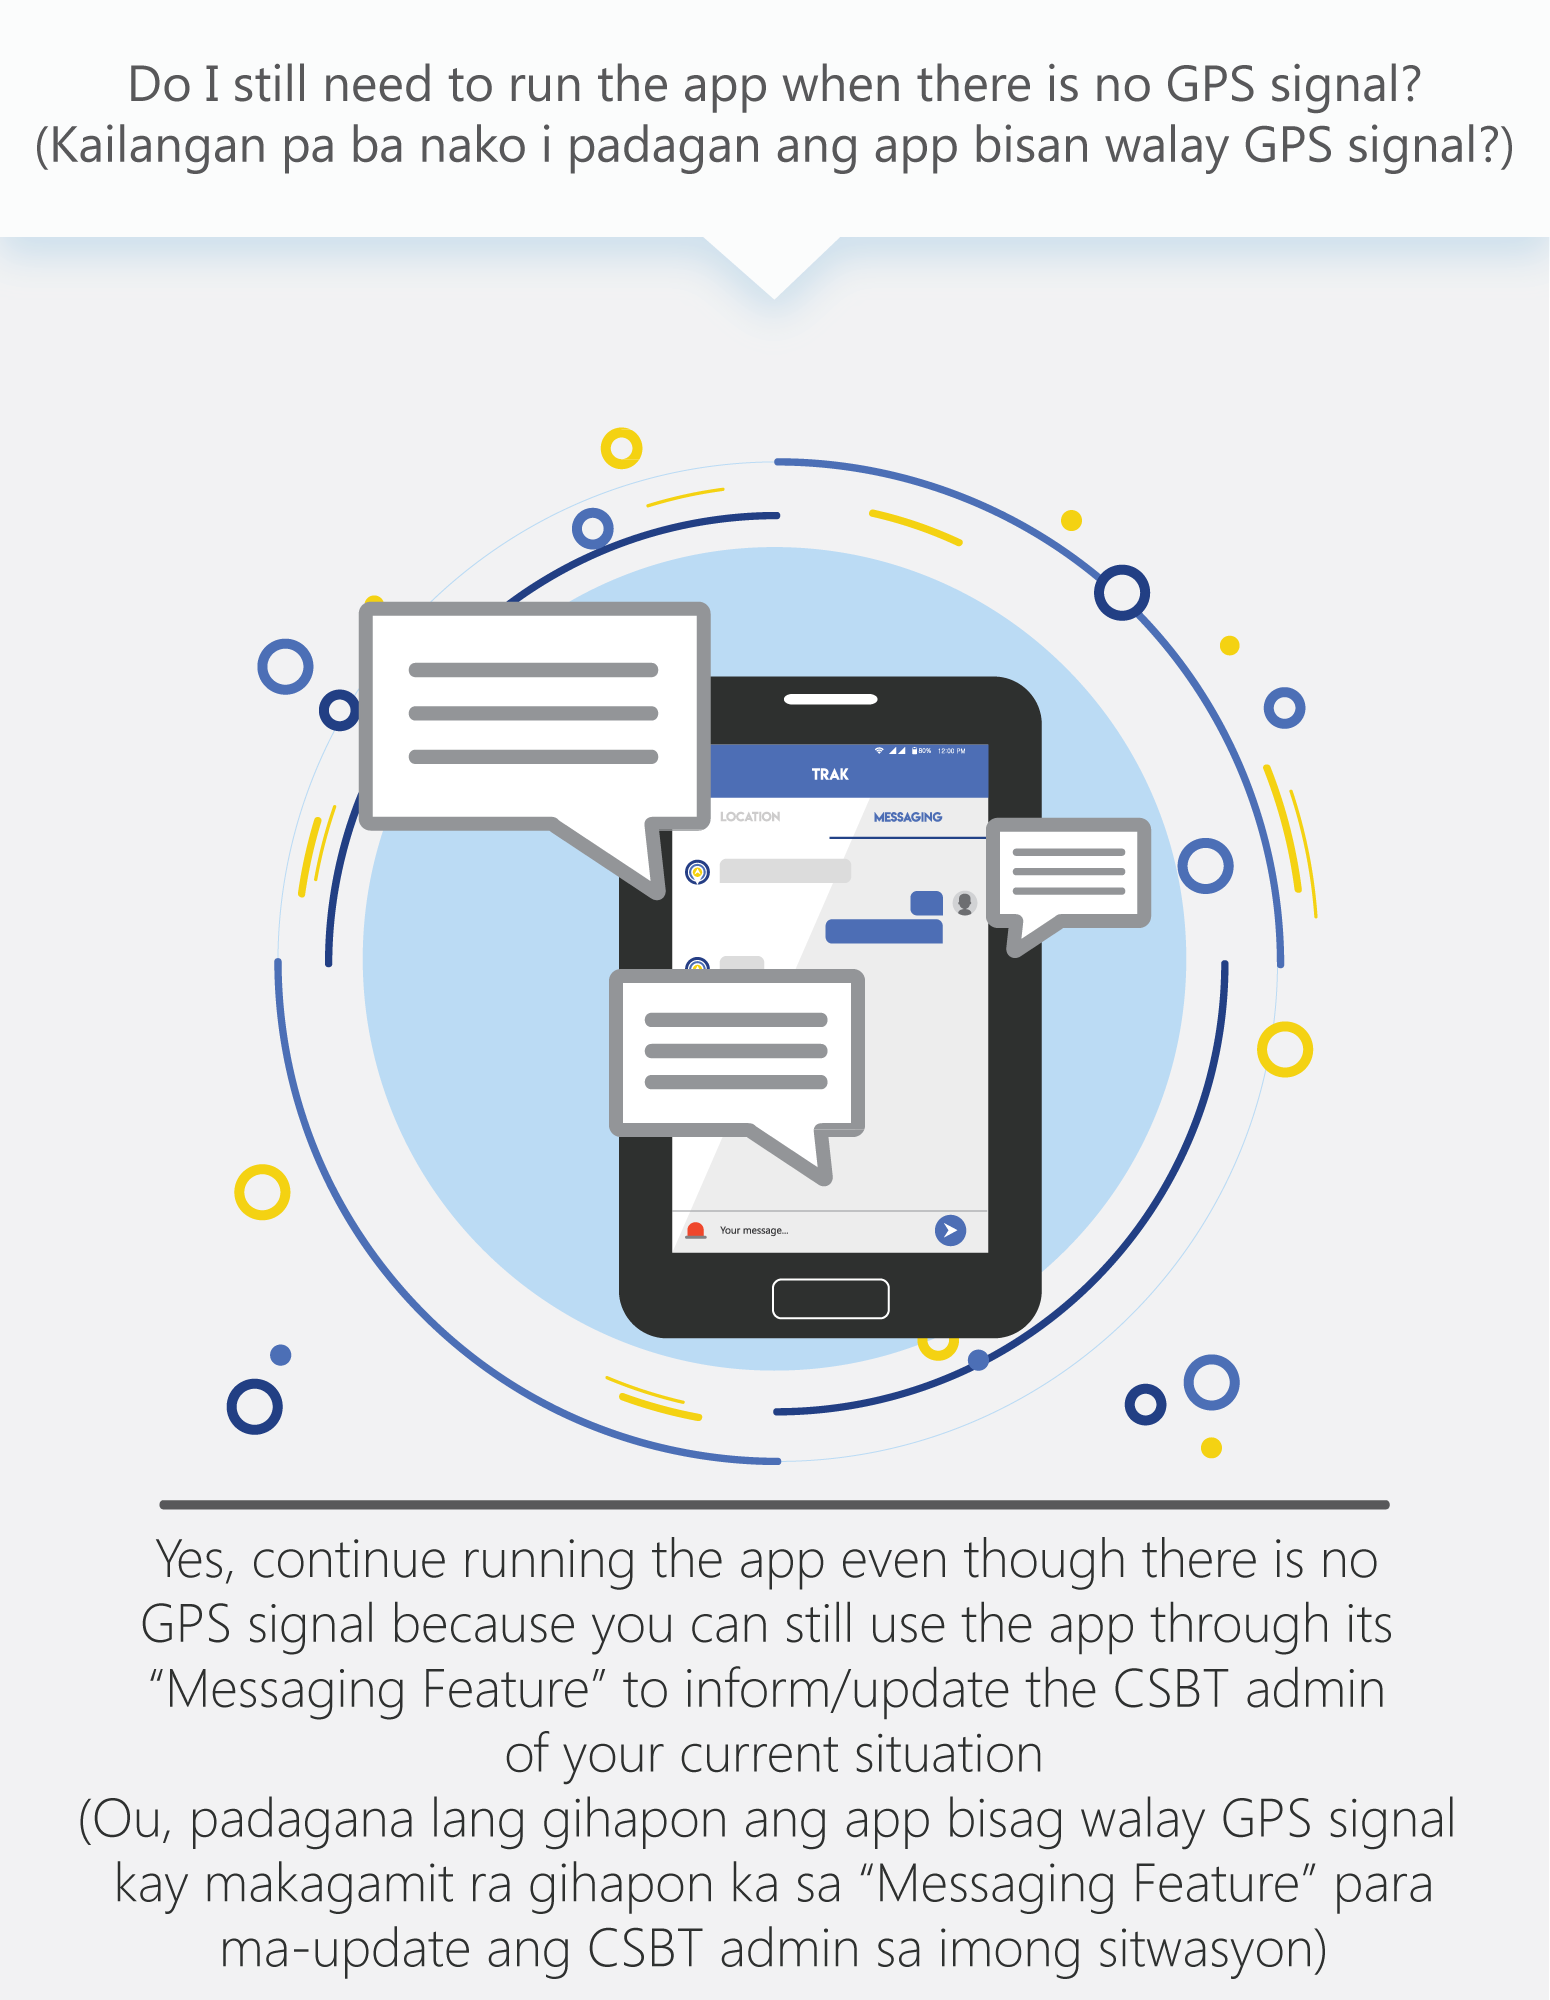 Do I still need to run the app when there is no GPS signal?
(Kailangan pa ba nako i padagan ang app bisan walay GPS signal?)
80% 12:00 PM
TRAK
LOCATION MESSAGING
Your message...
Yes, continue running the app even though there is no
GPS signal because you can still use the app through its
“Messaging Feature” to inform/update the CSBT admin
of your current situation
(Ou, padagana lang gihapon ang app bisag walay GPS signal
kay makagamit ra gihapon ka sa “Messaging Feature” para
ma-update ang CSBT admin sa imong sitwasyon)